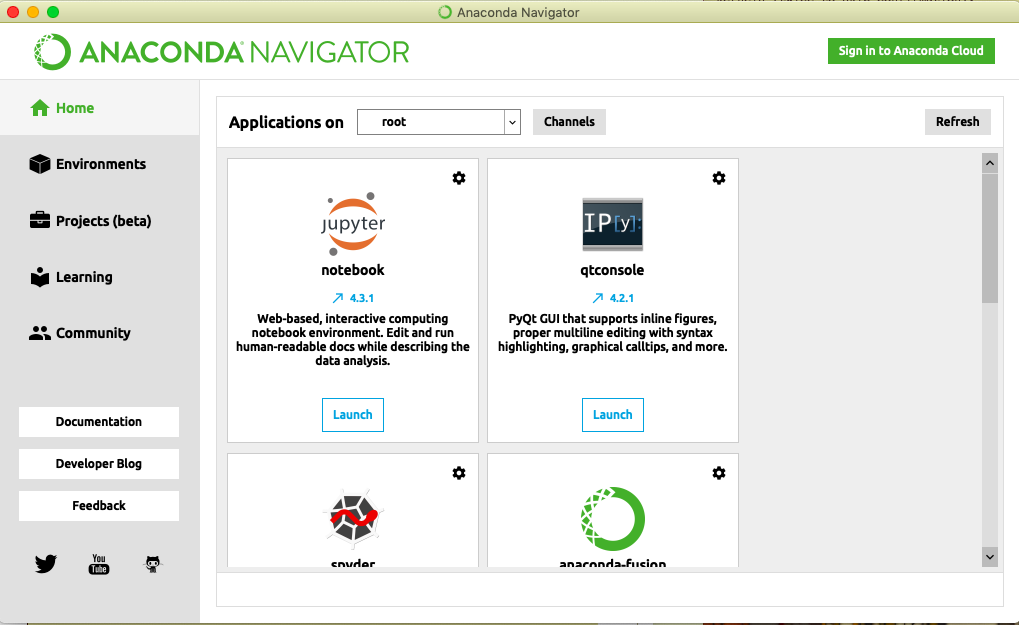 Anaconda Navigator
ANACONDA NAVIGATOR
Sign in to Anaconda Cloud
Home
Environments
Projects (beta)
Learning
Community
Documentation
Developer Blog
Feedback
You
Tube
Applications on
root
Channels
Refresh
jupyter
notebook
4.3.1
Web-based, interactive computing
notebook environment. Edit and run
human-readable docs while describing the
data analysis.
Launch
IP[y]:
qtconsole
4.2.1
PyQt GUI that supports inline figures,
proper multiline editing with syntax
highlighting, graphical calltips, and more.
Launch
spyder
anaconda-fusion